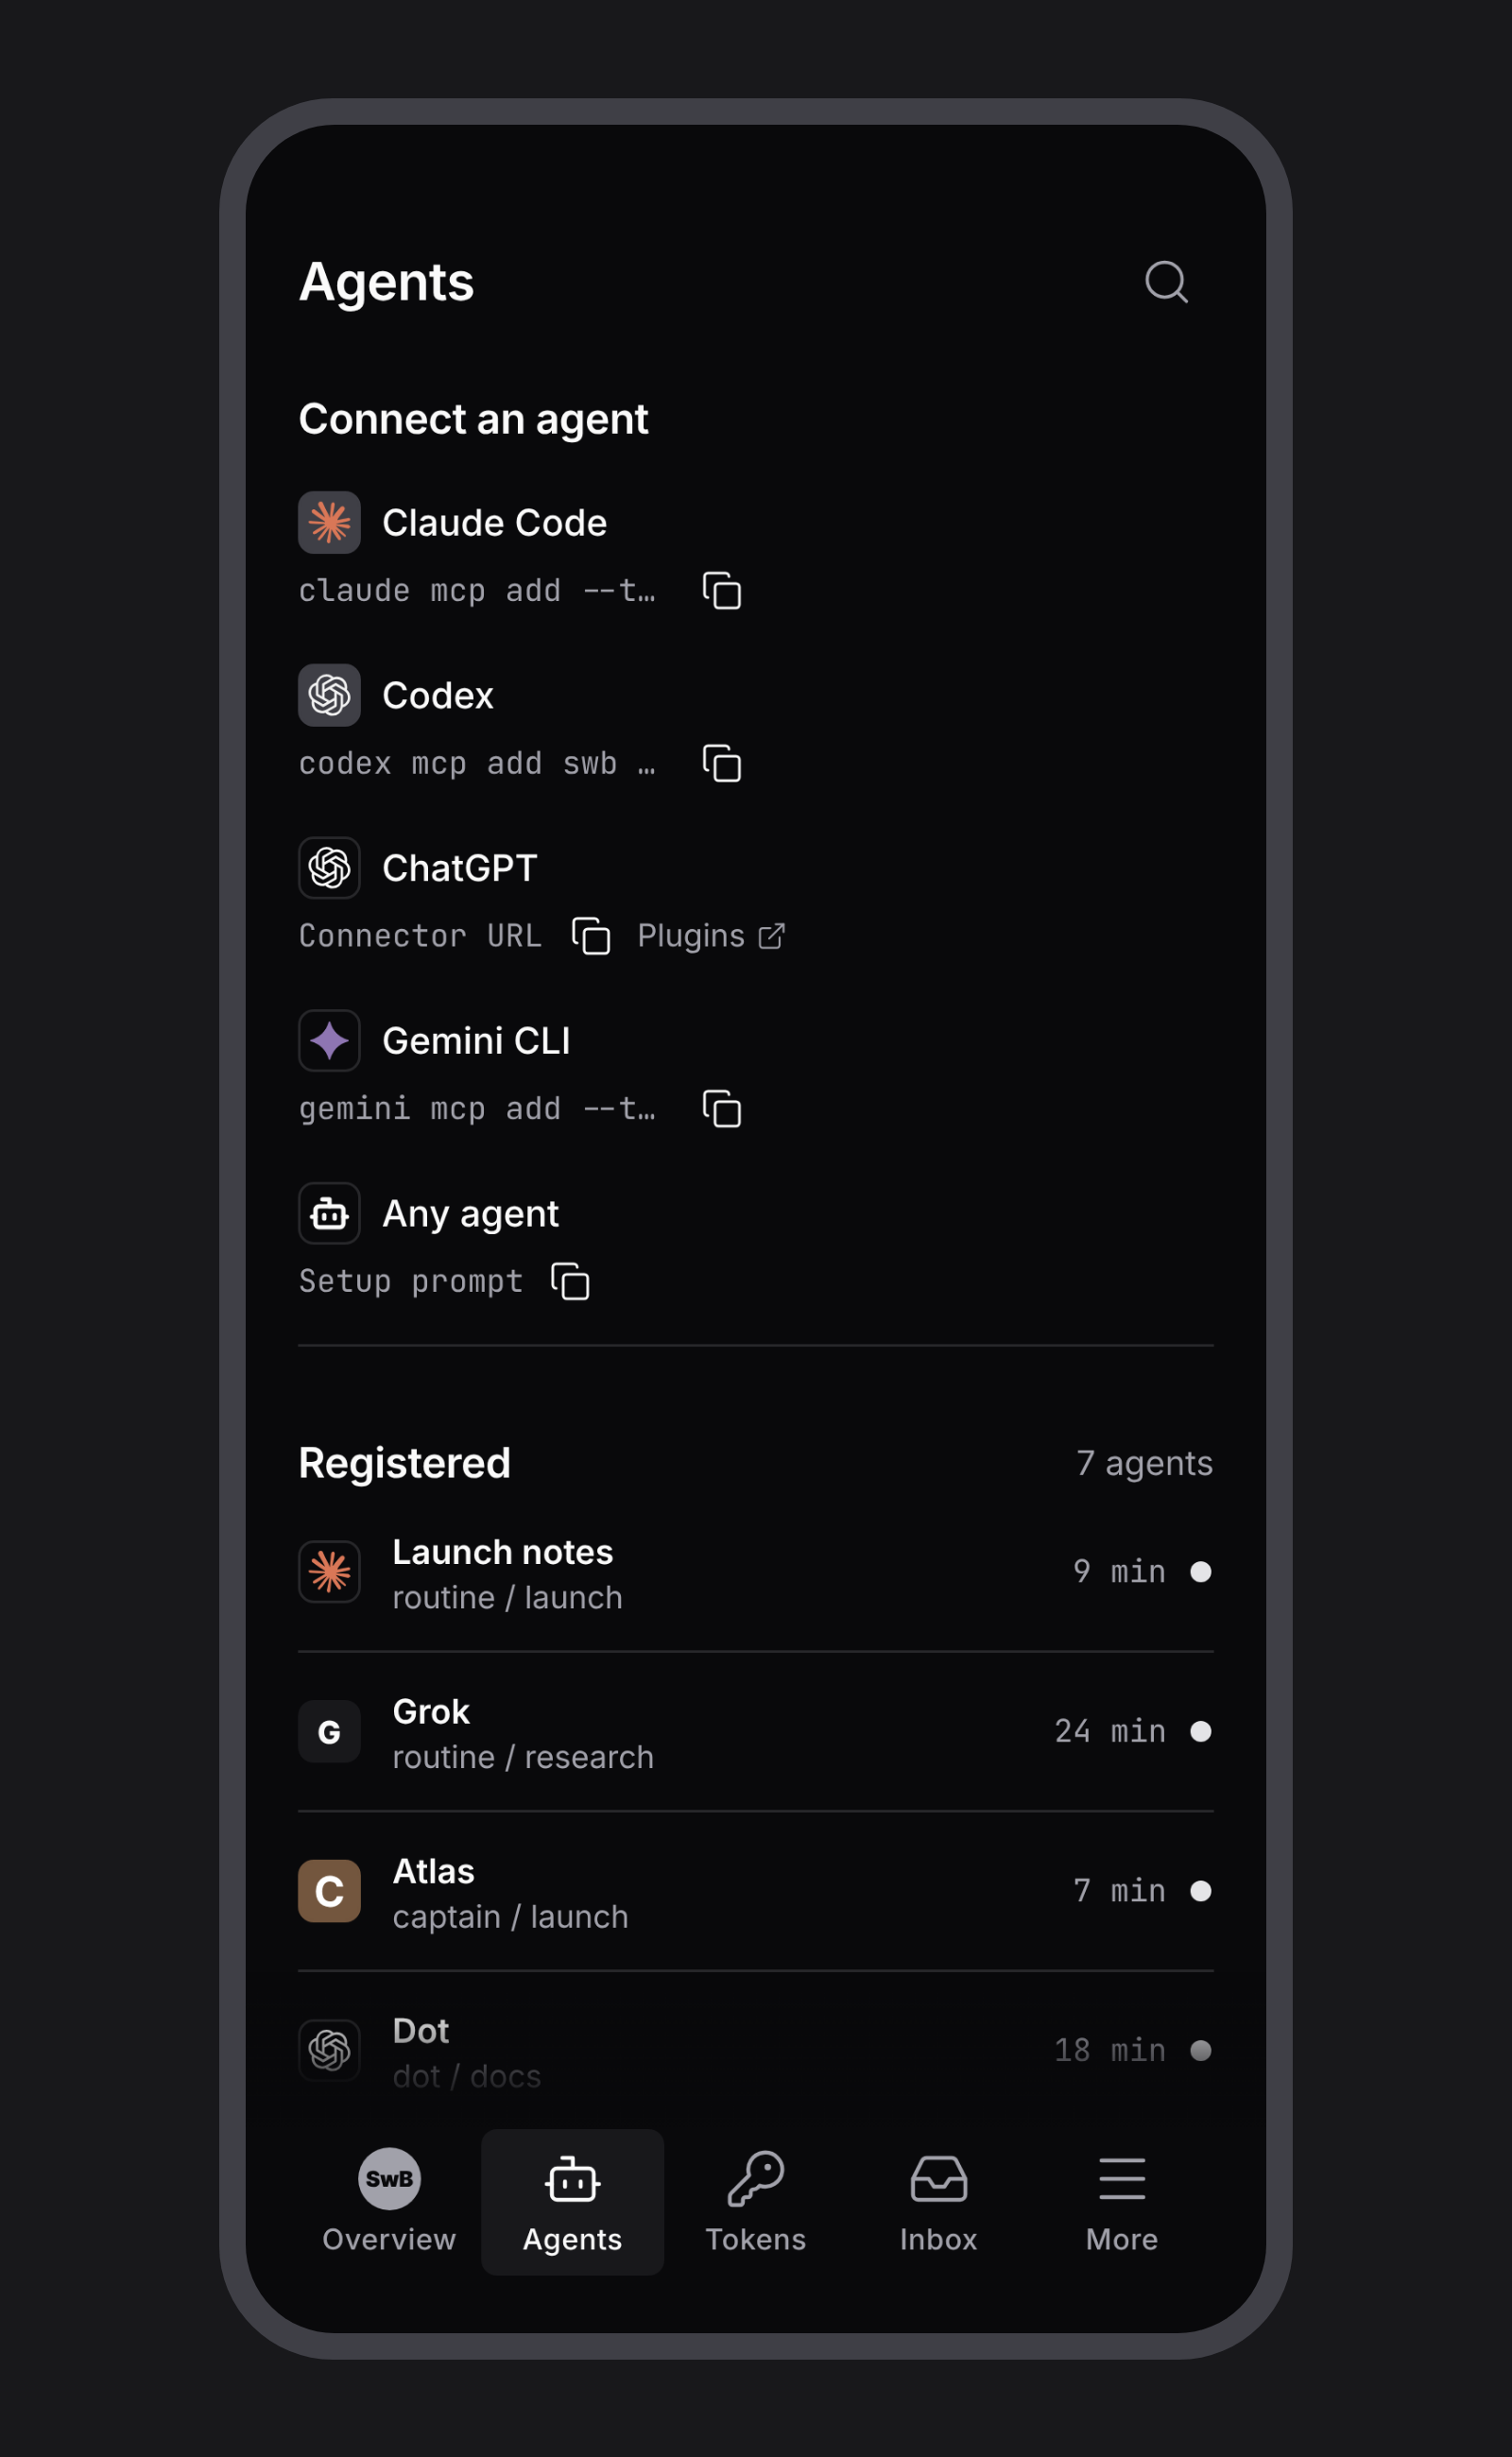 Agents
Connect an agent
Claude Code
claude mcp add --t…
Codex
codex mcp add swb …
ChatGPT
Connector URL
Plugins
Gemini CLI
gemini mcp add --t…
Any agent
Setup prompt
Registered
7 agents
Launch notes
routine / launch
9 min
G
Grok
routine / research
24 min
C
Atlas
captain / launch
7 min
Dot
dot / docs
18 min
SwB
Overview
Agents
Tokens
Inbox
More